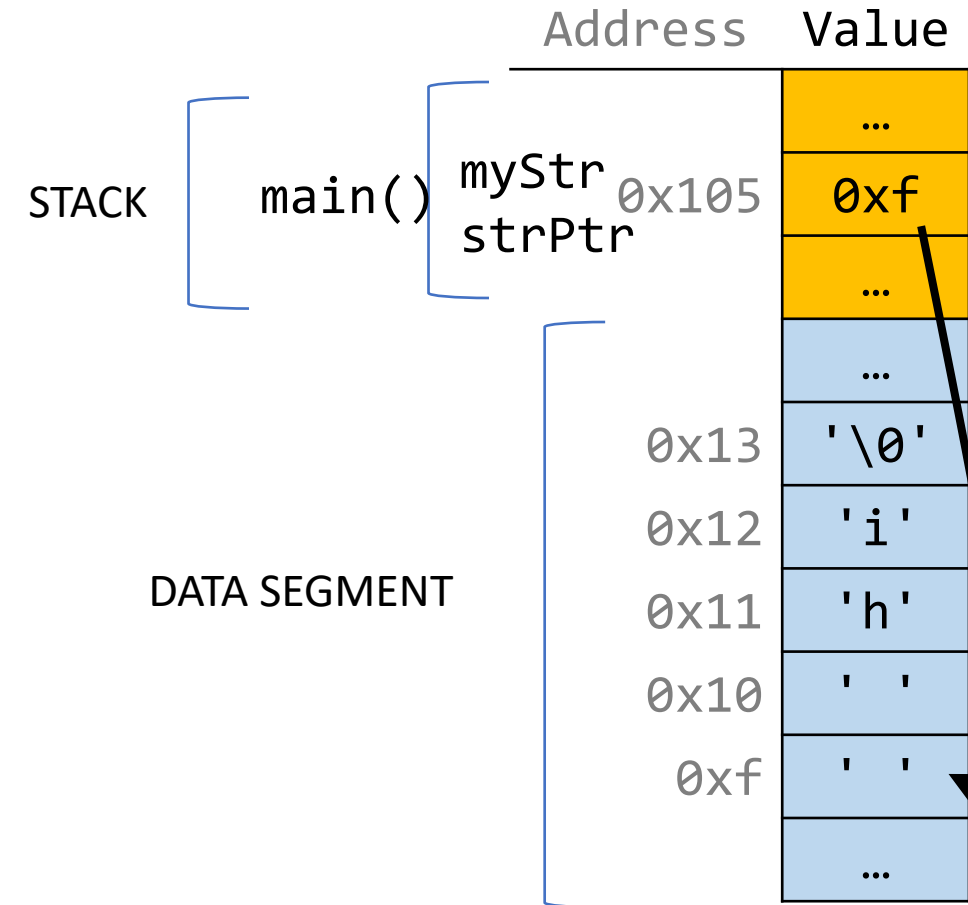 Address Value
…
STACK main() myStr 0x105 0xf
strPtr
…
…
0x13 '\0'
0x12 'i'
DATA SEGMENT
0x11 'h'
0x10 ' '
0xf ' '
…